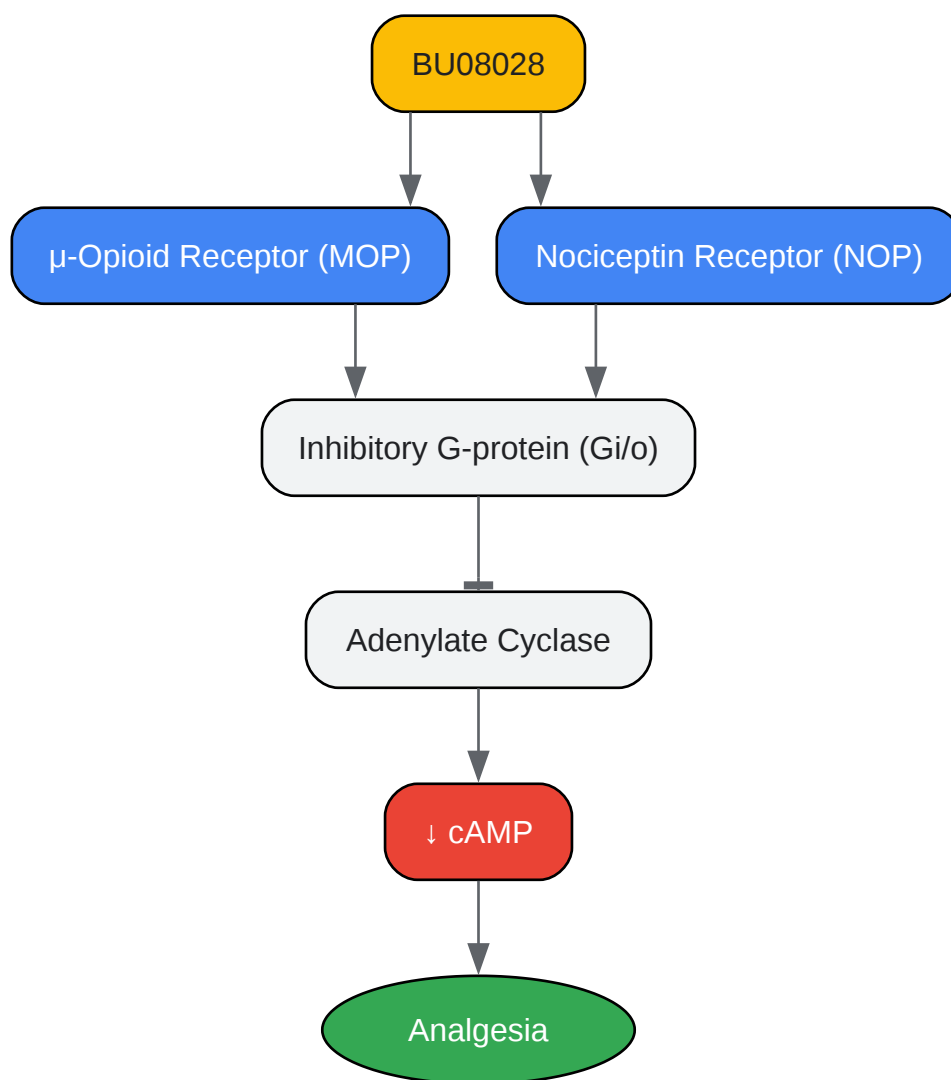 BU08028
μ-Opioid Receptor (MOP)
Nociceptin Receptor (NOP)
Inhibitory G-protein (Gi/o)
Adenylate Cyclase
↓ cAMP
Analgesia